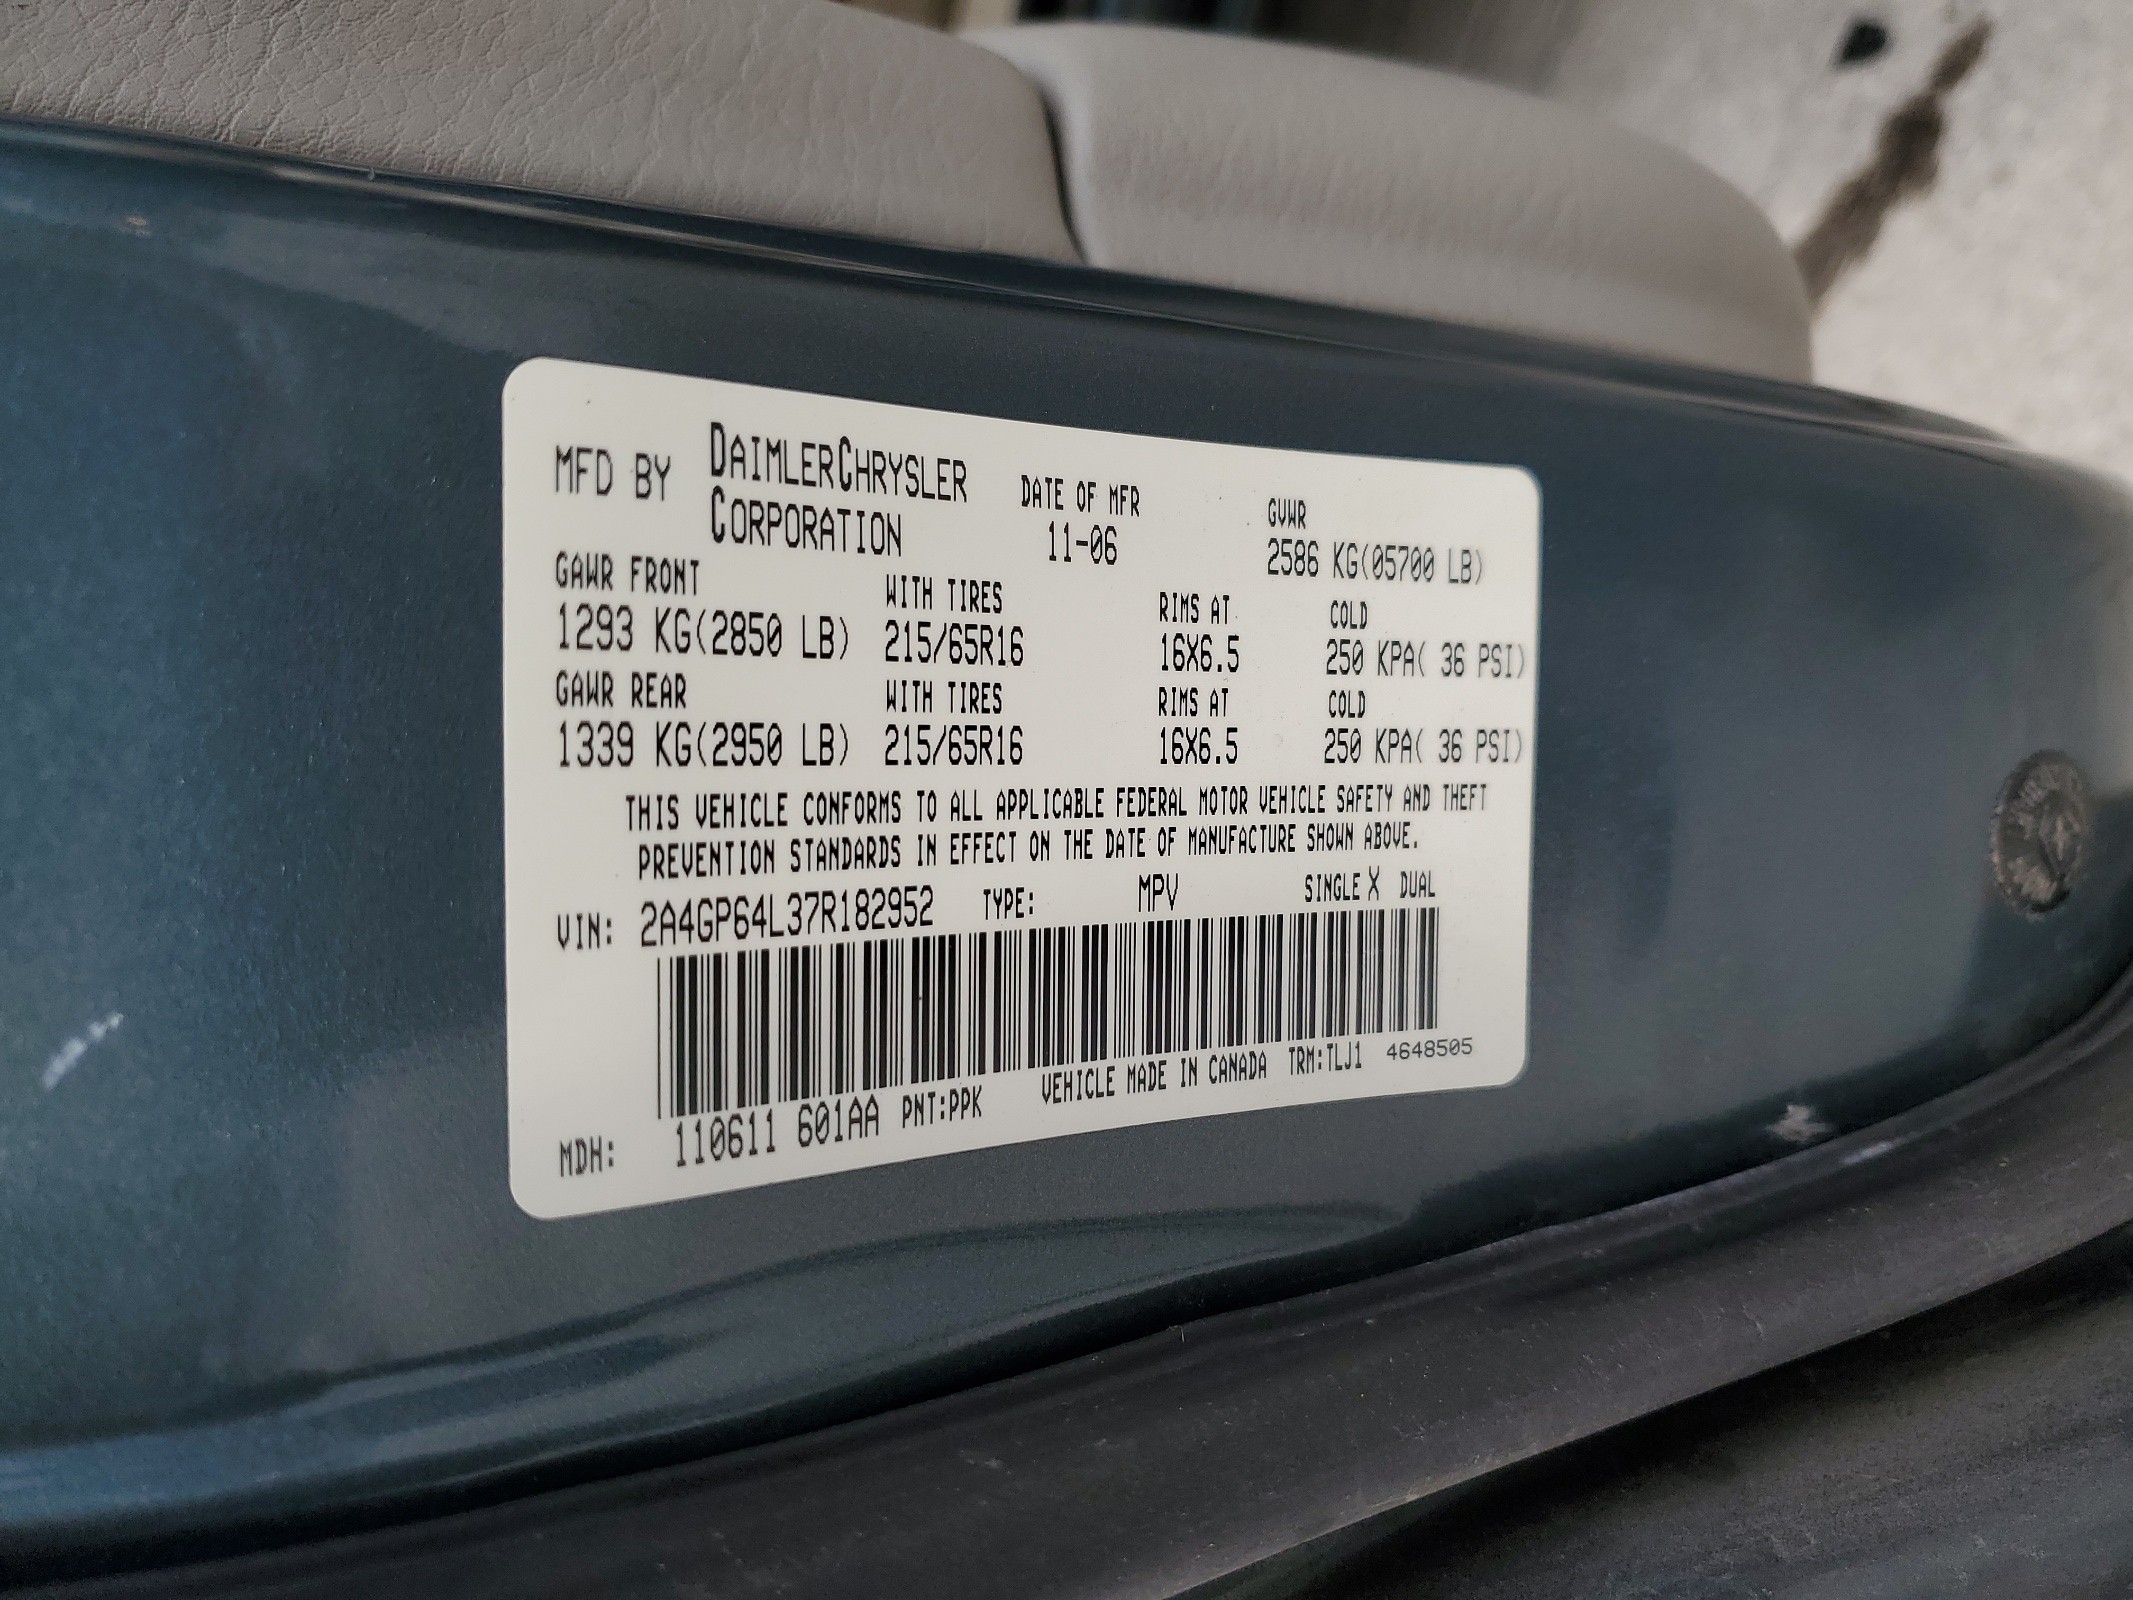 MFD BY DAIMLERCHRYSLER CORPORATION
DATE OF MFR
11-06
GVWR
2586 KG(05700 LB)
GAWR FRONT WITH TIRES RIMS AT COLD
1293 KG(2850 LB) 215/65R16 16X6.5 250 KPA( 36 PSI)
GAWR REAR WITH TIRES RIMS AT COLD
1339 KG(2950 LB) 215/65R16 16X6.5 250 KPA( 36 PSI)
THIS VEHICLE CONFORMS TO ALL APPLICABLE FEDERAL MOTOR VEHICLE SAFETY AND THEFT
PREVENTION STANDARDS IN EFFECT ON THE DATE OF MANUFACTURE SHOWN ABOVE.
VIN: 2A4GP64L37R182952 TYPE: MPV SINGLE X DUAL
MDH: 110611 601AA PNT:PPK VEHICLE MADE IN CANADA TRM:TLJ1 4648505